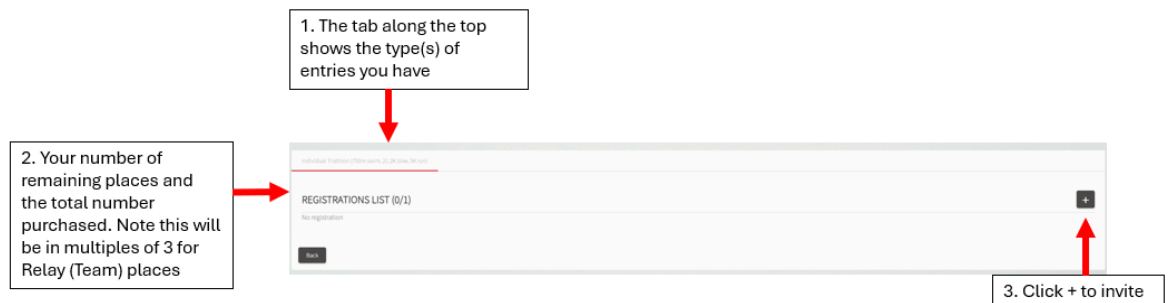 1. The tab along the top
shows the type(s) of
entries you have
2. Your number of
remaining places and
the total number
purchased. Note this will
be in multiples of 3 for
Relay (Team) places
Individual Triathlon
REGISTRATIONS LIST (0/1)
+
No registration
Back
3. Click + to invite